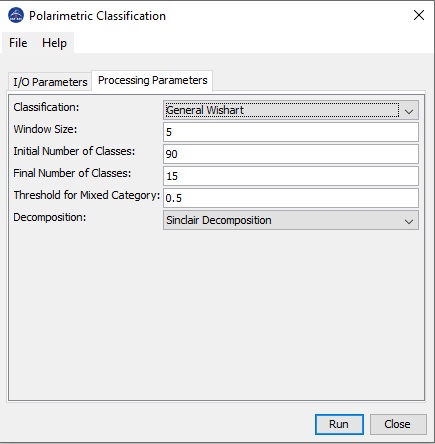 Polarimetric Classification
File Help
I/O Parameters Processing Parameters
Classification: General Wishart
Window Size: 5
Initial Number of Classes: 90
Final Number of Classes: 15
Threshold for Mixed Category: 0.5
Decomposition: Sinclair Decomposition
Run Close